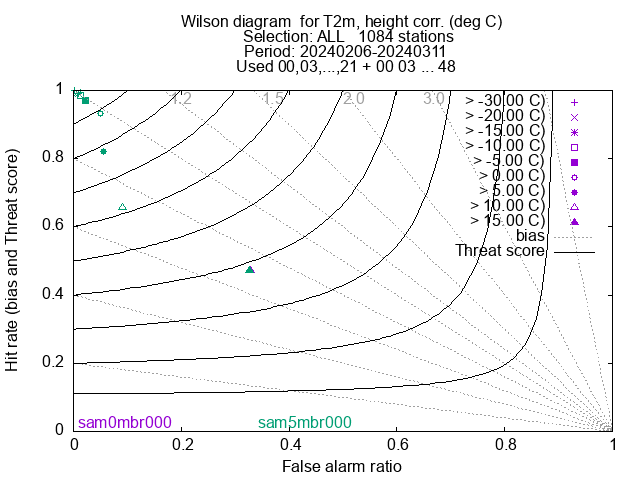 Wilson diagram  for T2m, height corr. (deg C)
Selection: ALL   1084 stations
Period: 20240206-20240311
Used 00,03,...,21 + 00 03 ... 48
Hit rate (bias and Threat score)
1
0.8
0.6
0.4
0.2
0
1.2
1.5
2.0
3.0
> -30.00 C)
> -20.00 C)
> -15.00 C)
> -10.00 C)
> -5.00 C)
> 0.00 C)
> 5.00 C)
> 10.00 C)
> 15.00 C)
bias
Threat score
sam0mbr000
sam5mbr000
0
0.2
0.4
0.6
0.8
1
False alarm ratio